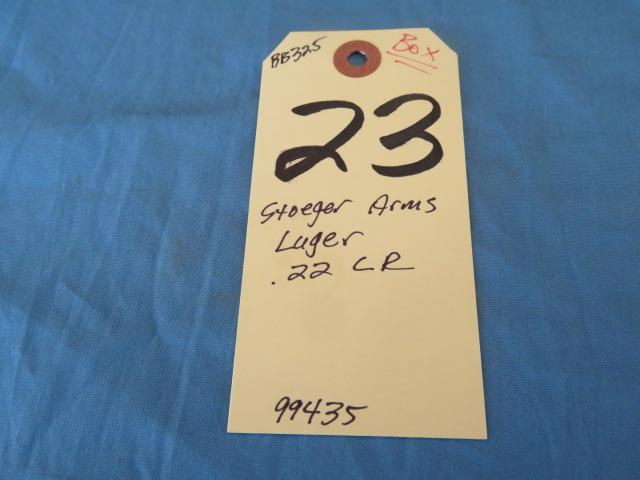 BB325
Box
23
Stoeger Arms
Luger
.22 LR
99435